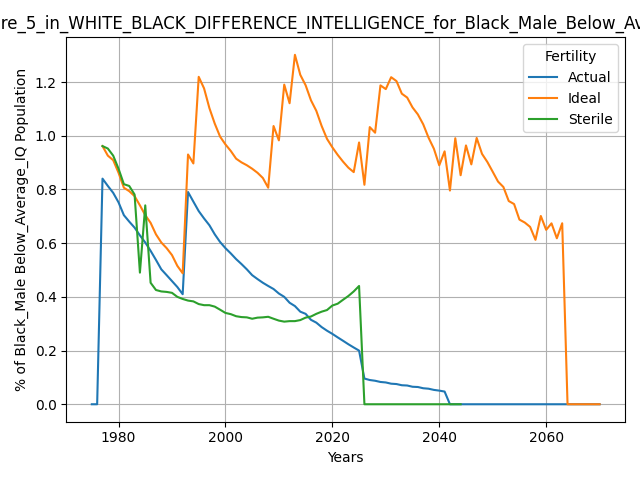 re_5_in_WHITE_BLACK_DIFFERENCE_INTELLIGENCE_for_Black_Male_Below_Av
Fertility
Actual
Ideal
Sterile
% of Black_Male Below_Average_IQ Population
1.2
1.0
0.8
0.6
0.4
0.2
0.0
1980 2000 2020 2040 2060
Years